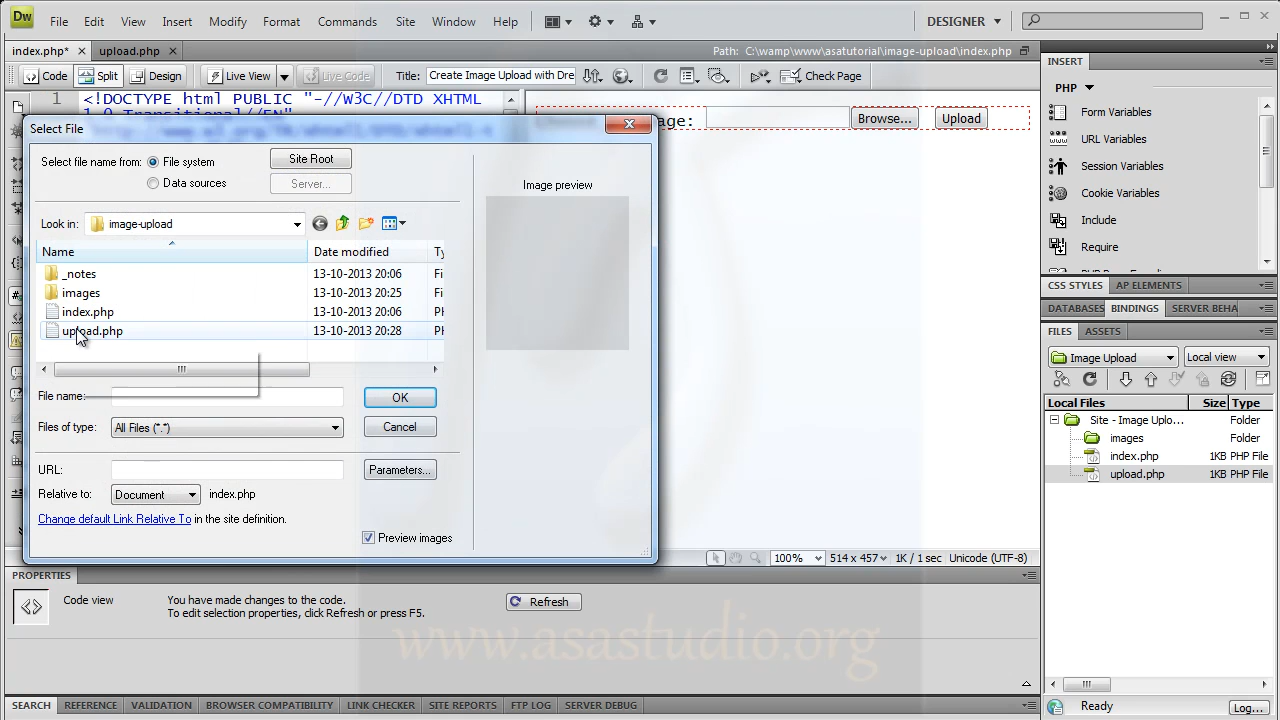 Dw File Edit View Insert Modify Format Commands Site Window Help DESIGNER
index.php* upload.php Path: C:\wamp\www\asatutorial\image-upload\index.php
Code Split Design Live View Live Code Title: Create Image Upload with Dre Check Page
1 <!DOCTYPE html PUBLIC "-//W3C//DTD XHTML
Select File
age: Browse... Upload
Select file name from: File system Site Root
Data sources Server...
Image preview
Look in: image-upload
Name Date modified Ty
_notes 13-10-2013 20:06 Fi
images 13-10-2013 20:25 Fi
index.php 13-10-2013 20:06 PH
upload.php 13-10-2013 20:28 PH
File name: OK
Files of type: All Files (*.*) Cancel
URL: Parameters...
Relative to: Document index.php
Change default Link Relative To in the site definition.
Preview images
100% 514 x 457 1K / 1 sec Unicode (UTF-8)
PROPERTIES
Code view You have made changes to the code.
To edit selection properties, click Refresh or press F5.
Refresh
www.asastudio.org
SEARCH REFERENCE VALIDATION BROWSER COMPATIBILITY LINK CHECKER SITE REPORTS FTP LOG SERVER DEBUG
INSERT
PHP
Form Variables
URL Variables
Session Variables
Cookie Variables
Include
Require
CSS STYLES AP ELEMENTS
DATABASES BINDINGS SERVER BEHA
FILES ASSETS
Image Upload Local view
Local Files Size Type
Site - Image Uplo... Folder
images Folder
index.php 1KB PHP File
upload.php 1KB PHP File
Ready Log...